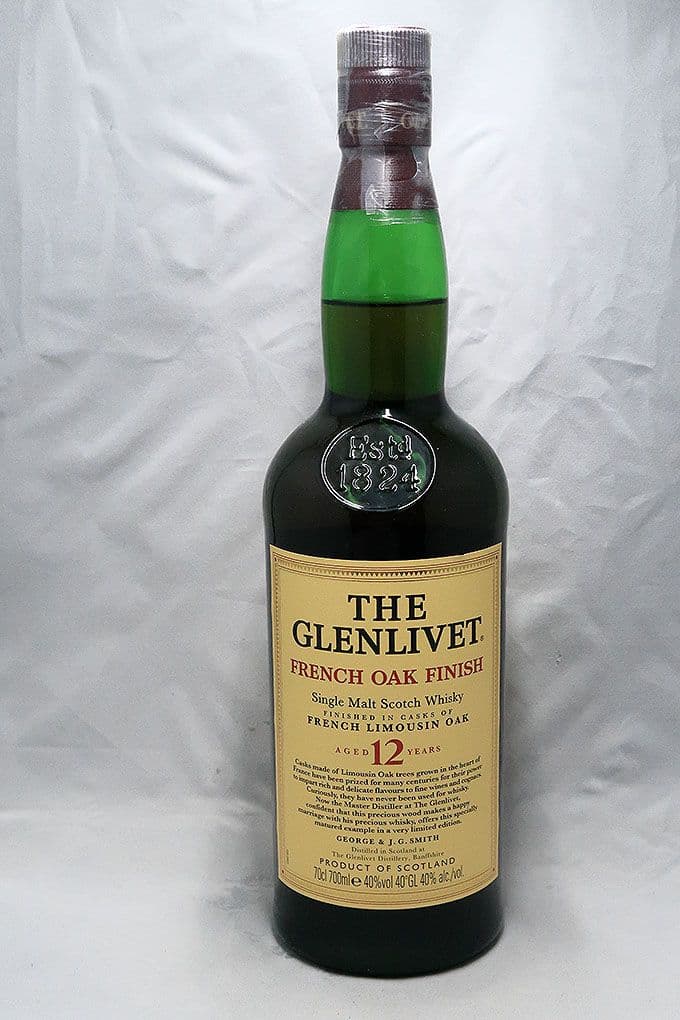 Estd
1824
THE
GLENLIVET®
FRENCH OAK FINISH
Single Malt Scotch Whisky
FINISHED IN CASKS OF
FRENCH LIMOUSIN OAK
AGED 12 YEARS
Casks made of Limousin Oak trees grown in the heart of
France have been prized for many centuries for their power
to impart rich and delicate flavours to fine wines and cognacs.
Curiously, they have never been used for whisky.
Now the Master Distiller at The Glenlivet,
confident that this precious wood makes a happy
marriage with his precious whisky, offers this specially
matured example in a very limited edition.
GEORGE & J. G. SMITH
Distilled in Scotland at
The Glenlivet Distillery, Banffshire
PRODUCT OF SCOTLAND
70cl 700ml e 40%vol 40°GL 40% alc./vol.